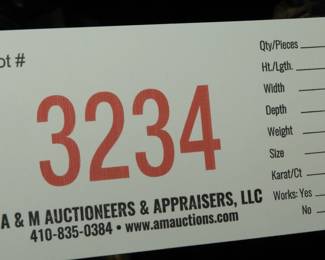 ot #
3234
A & M AUCTIONEERS & APPRAISERS, LLC
410-835-0384 • www.amauctions.com
Qty/Pieces
Ht./Lgth.
Width
Depth
Weight
Size
Karat/Ct
Works: Yes
No